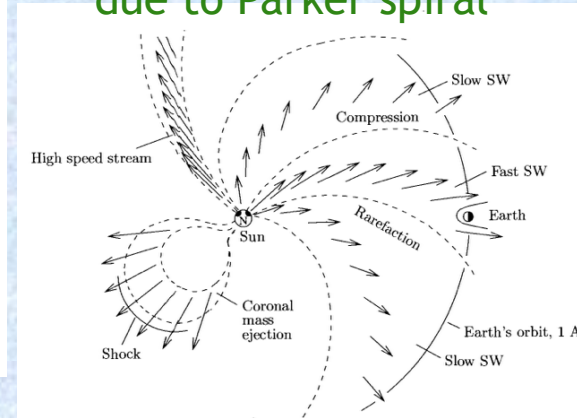 due to Parker spiral
Slow SW
Compression
High speed stream
Fast SW
Rarefaction
Earth
N
Sun
Coronal
mass
ejection
Shock
Earth's orbit, 1 A
Slow SW